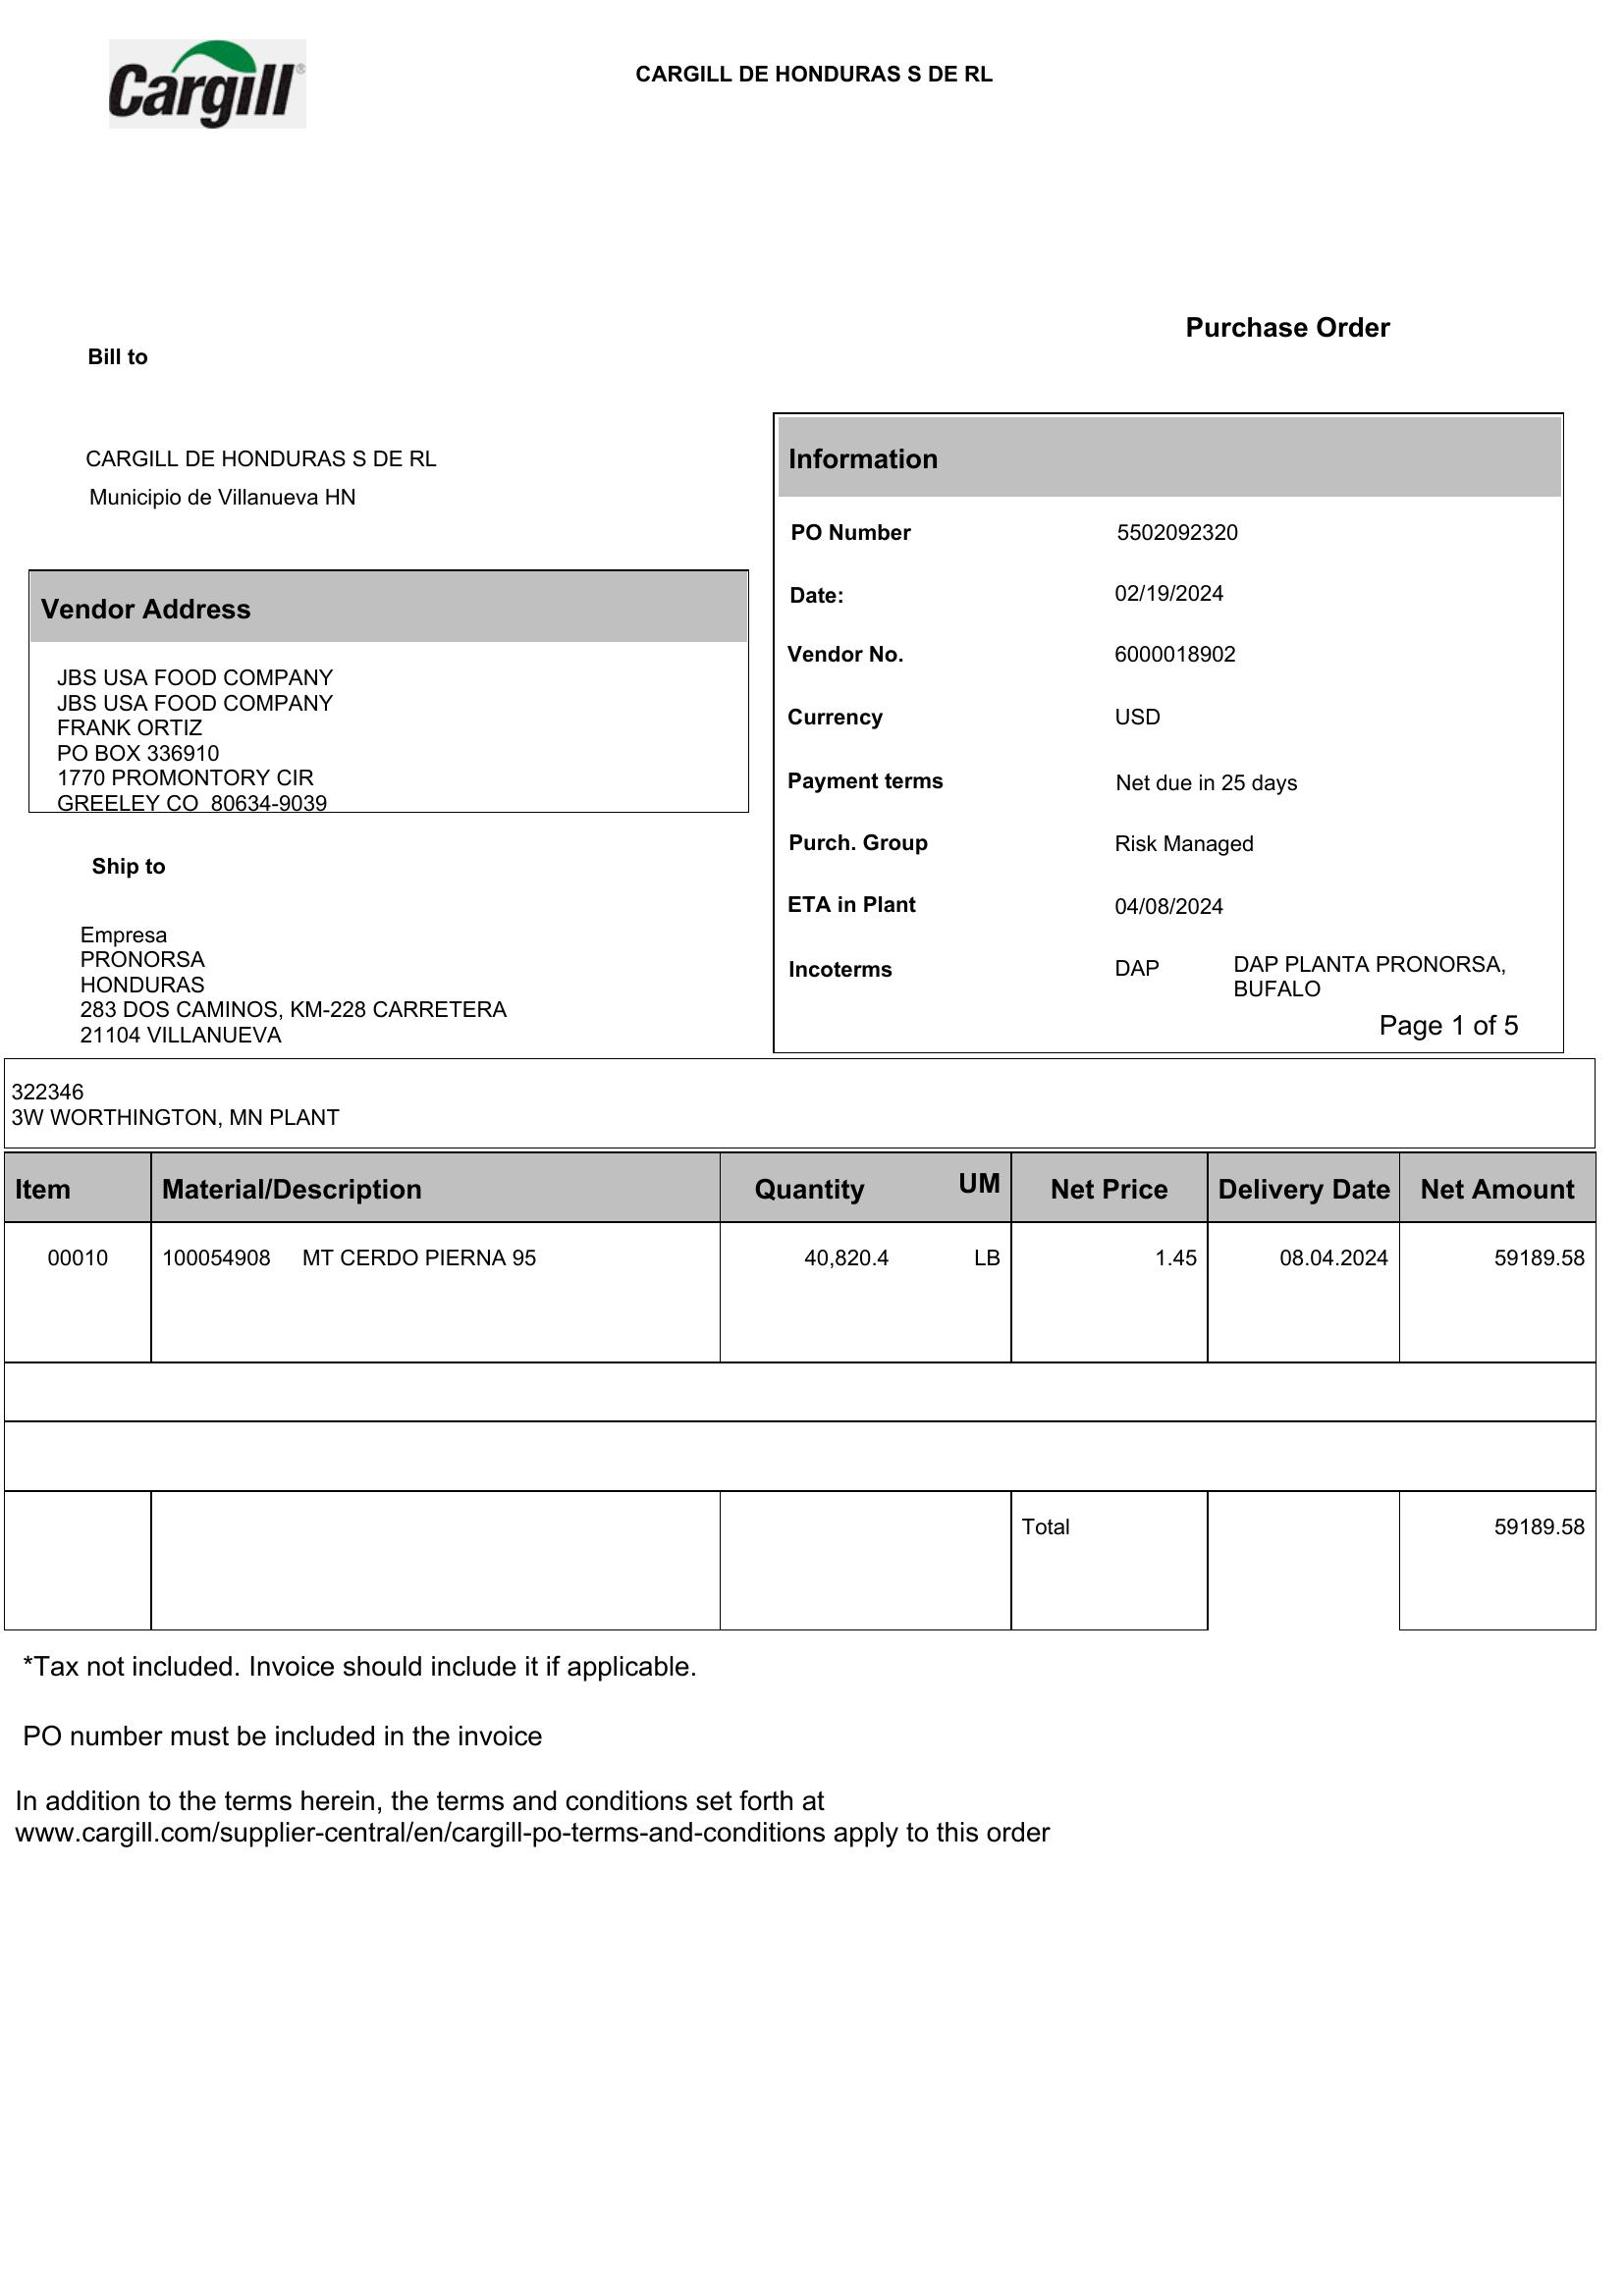 Cargill®
CARGILL DE HONDURAS S DE RL
Purchase Order
Bill to
CARGILL DE HONDURAS S DE RL
Municipio de Villanueva HN
Vendor Address
JBS USA FOOD COMPANY
JBS USA FOOD COMPANY
FRANK ORTIZ
PO BOX 336910
1770 PROMONTORY CIR
GREELEY CO 80634-9039
Ship to
Empresa
PRONORSA
HONDURAS
283 DOS CAMINOS, KM-228 CARRETERA
21104 VILLANUEVA
Information
PO Number 5502092320
Date: 02/19/2024
Vendor No. 6000018902
Currency USD
Payment terms Net due in 25 days
Purch. Group Risk Managed
ETA in Plant 04/08/2024
Incoterms DAP DAP PLANTA PRONORSA,
BUFALO
Page 1 of 5
322346
3W WORTHINGTON, MN PLANT
Item Material/Description Quantity UM Net Price Delivery Date Net Amount
00010 100054908 MT CERDO PIERNA 95 40,820.4 LB 1.45 08.04.2024 59189.58
Total 59189.58
*Tax not included. Invoice should include it if applicable.
PO number must be included in the invoice
In addition to the terms herein, the terms and conditions set forth at
www.cargill.com/supplier-central/en/cargill-po-terms-and-conditions apply to this order